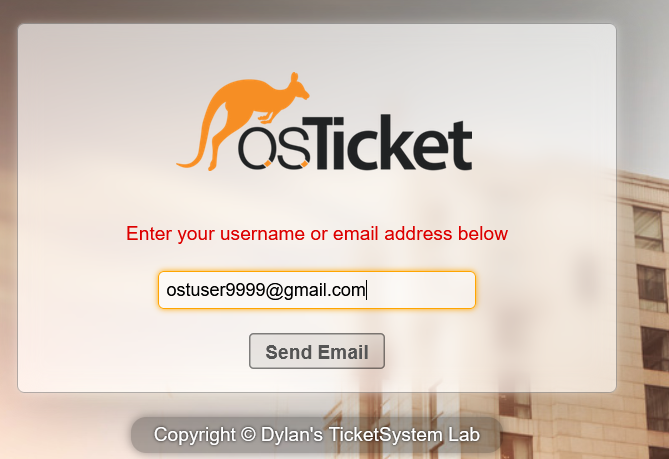 osTicket
Enter your username or email address below
ostuser9999@gmail.com
Send Email
Copyright © Dylan's TicketSystem Lab